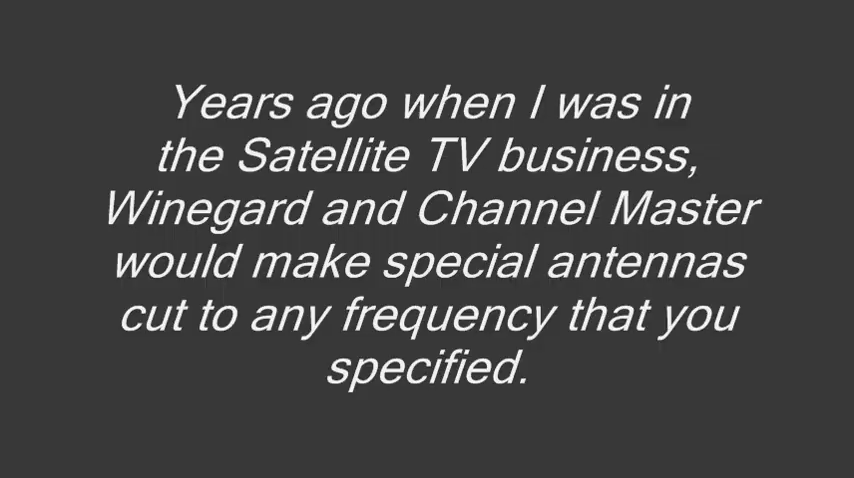 Years ago when I was in
the Satellite TV business,
Winegard and Channel Master
would make special antennas
cut to any frequency that you
specified.